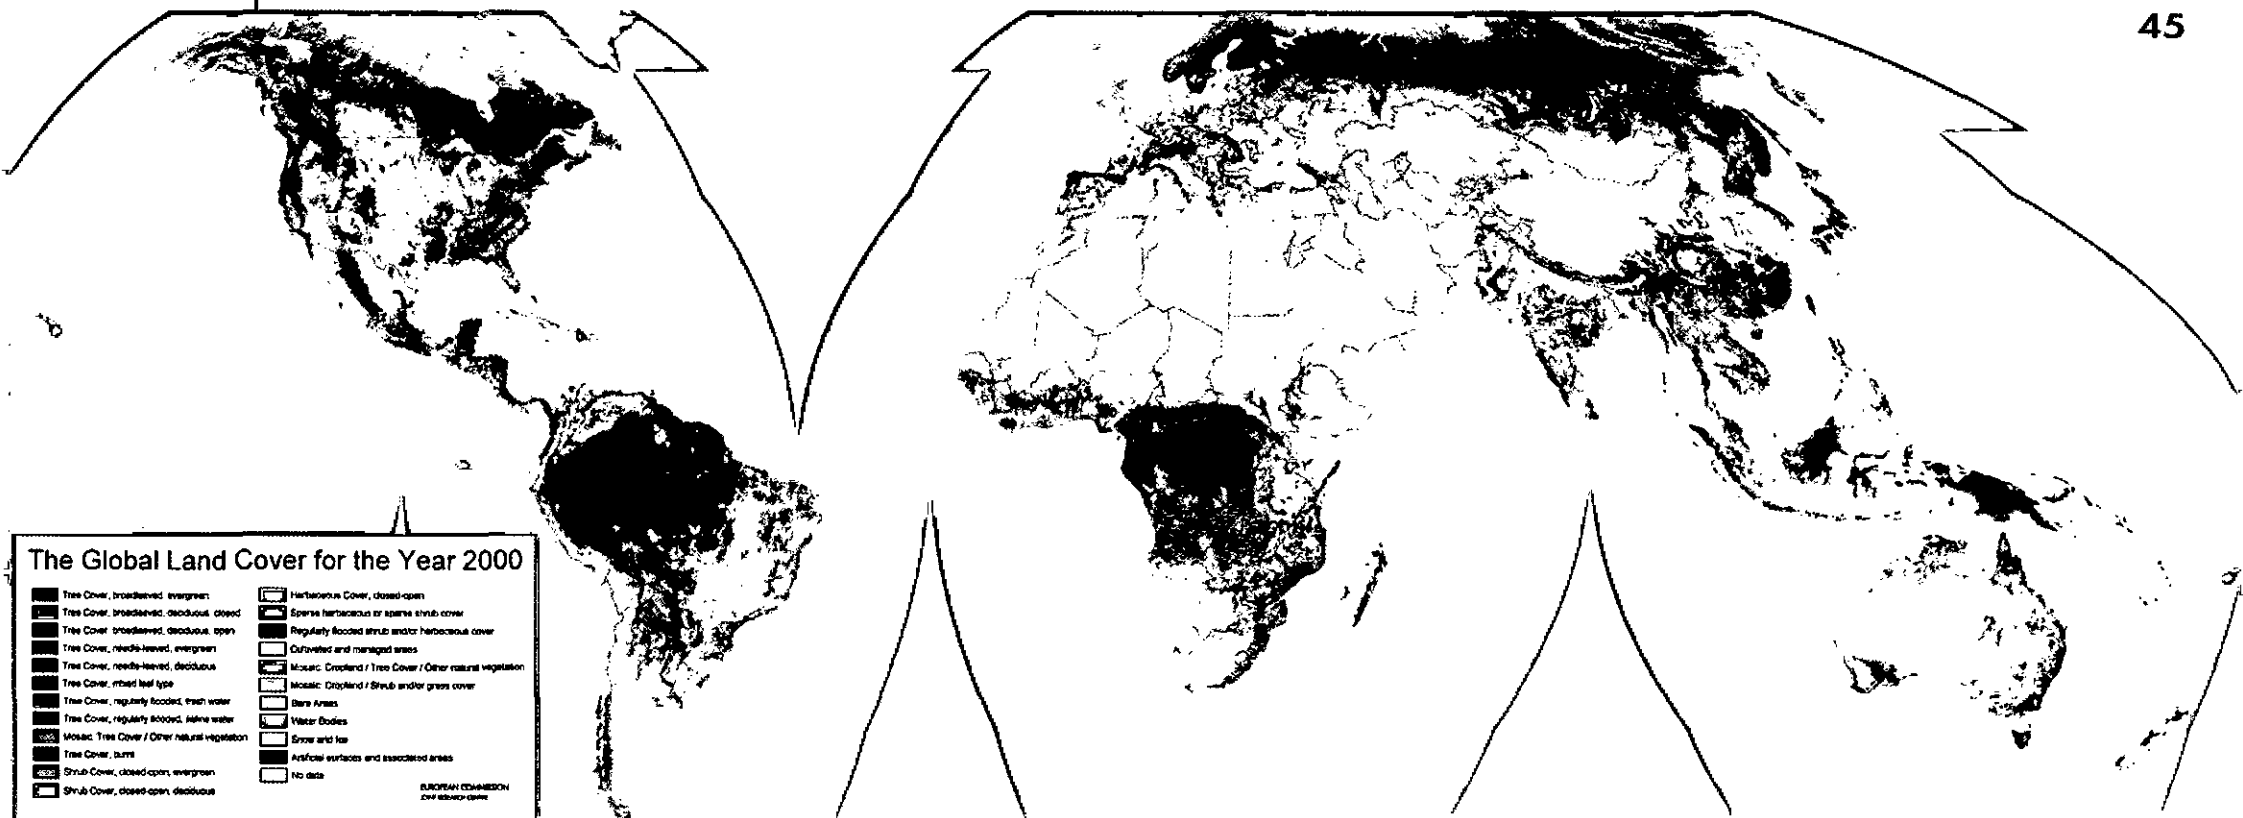 45
The Global Land Cover for the Year 2000
Tree Cover, broadleaved, evergreen
Tree Cover, broadleaved, deciduous, closed
Tree Cover, broadleaved, deciduous, open
Tree Cover, needle-leaved, evergreen
Tree Cover, needle-leaved, deciduous
Tree Cover, mixed leaf type
Tree Cover, regularly flooded, fresh water
Tree Cover, regularly flooded, saline water
Mosaic: Tree Cover / Other natural vegetation
Tree Cover, burnt
Shrub Cover, closed-open, evergreen
Shrub Cover, closed-open, deciduous
Herbaceous Cover, closed-open
Sparse herbaceous or sparse shrub cover
Regularly flooded shrub and/or herbaceous cover
Cultivated and managed areas
Mosaic: Cropland / Tree Cover / Other natural vegetation
Mosaic: Cropland / Shrub and/or grass cover
Bare Areas
Water Bodies
Snow and Ice
Artificial surfaces and associated areas
No data
EUROPEAN COMMISSION
JOINT RESEARCH CENTRE